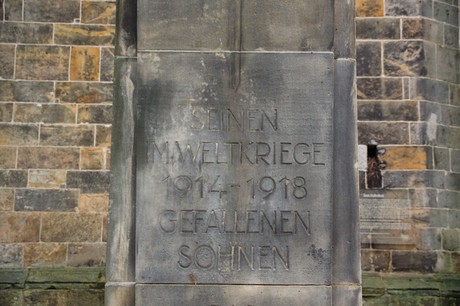 SEINEN
IM WELTKRIEGE
1914-1918
GEFALLENEN
SÖHNEN